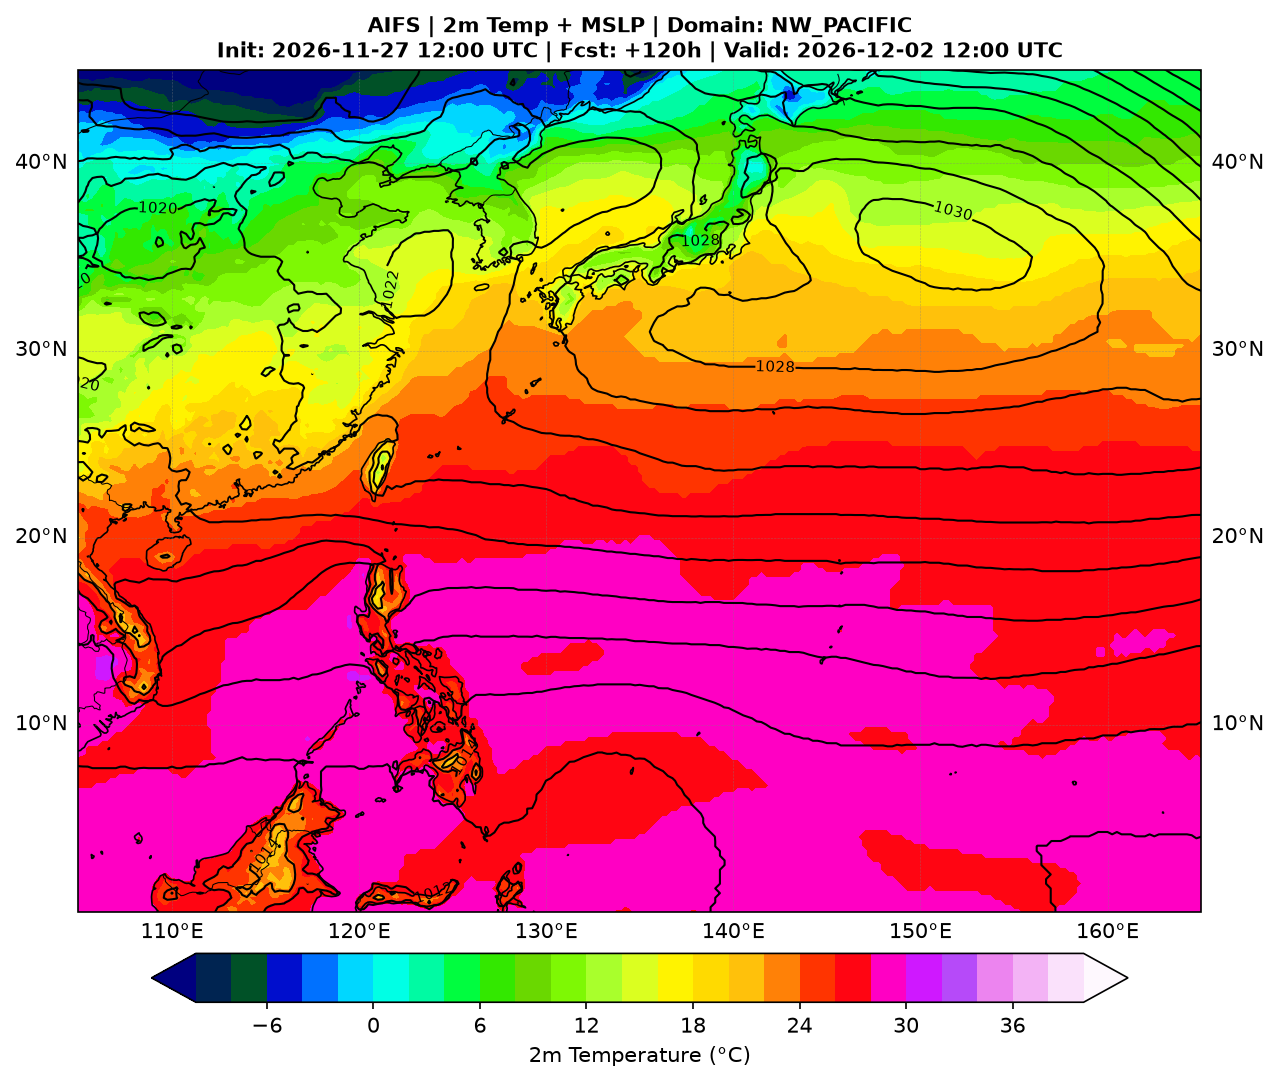 AIFS | 2m Temp + MSLP | Domain: NW_PACIFIC
Init: 2026-11-27 12:00 UTC | Fcst: +120h | Valid: 2026-12-02 12:00 UTC
40°N 40°N
30°N 30°N
20°N 20°N
10°N 10°N
1020
1030
1028
1022
20
1028
1014
110°E 120°E 130°E 140°E 150°E 160°E
−6 0 6 12 18 24 30 36
2m Temperature (°C)